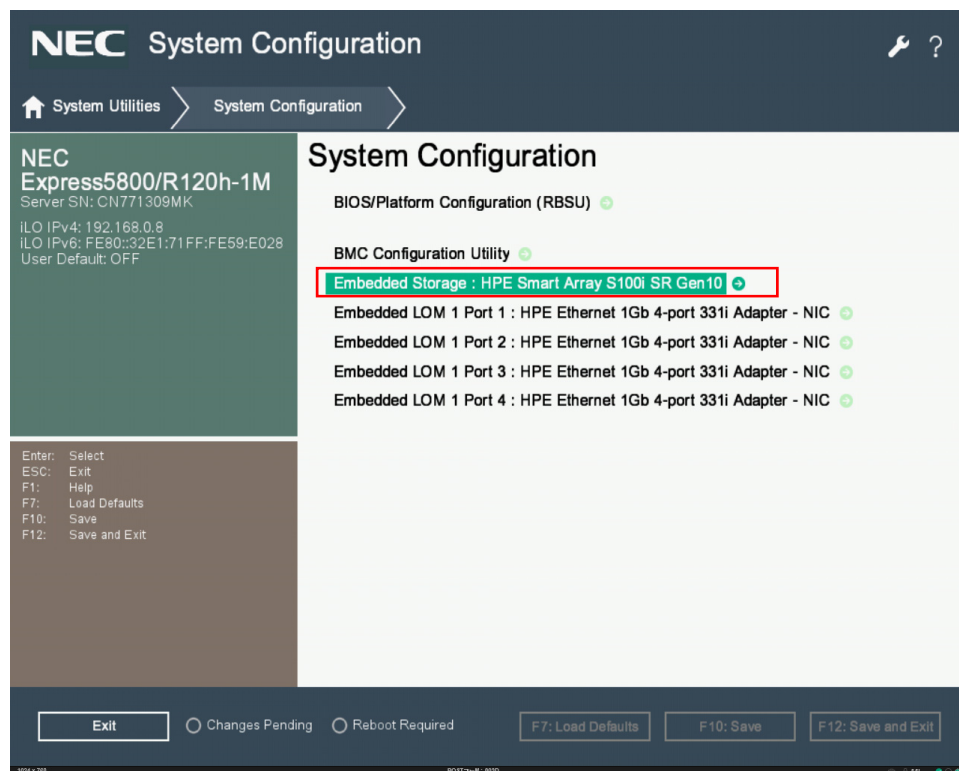 NEC System Configuration
?
System Utilities System Configuration
NEC
Express5800/R120h-1M
Server SN: CN771309MK
iLO IPv4: 192.168.0.8
iLO IPv6: FE80::32E1:71FF:FE59:E028
User Default: OFF
System Configuration
BIOS/Platform Configuration (RBSU)
BMC Configuration Utility
Embedded Storage : HPE Smart Array S100i SR Gen10
Embedded LOM 1 Port 1 : HPE Ethernet 1Gb 4-port 331i Adapter - NIC
Embedded LOM 1 Port 2 : HPE Ethernet 1Gb 4-port 331i Adapter - NIC
Embedded LOM 1 Port 3 : HPE Ethernet 1Gb 4-port 331i Adapter - NIC
Embedded LOM 1 Port 4 : HPE Ethernet 1Gb 4-port 331i Adapter - NIC
Enter: Select
ESC: Exit
F1: Help
F7: Load Defaults
F10: Save
F12: Save and Exit
Exit Changes Pending Reboot Required F7: Load Defaults F10: Save F12: Save and Exit